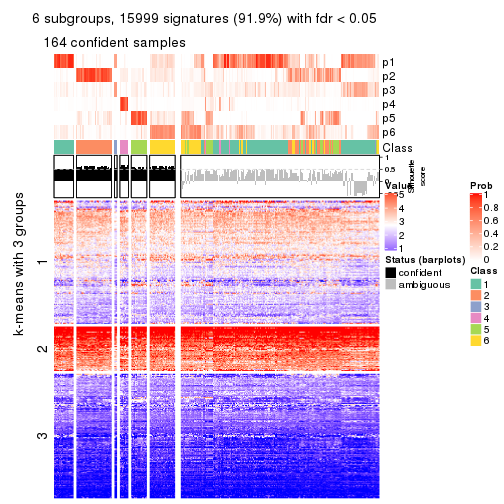 6 subgroups, 15999 signatures (91.9%) with fdr < 0.05
164 confident samples
p1
p2
p3
p4
p5
p6
Class
1
0.5
0
Silhouette
score
k-means with 3 groups
1
2
3
Value
5
4
3
2
1
Status (barplots)
confident
ambiguous
Prob
1
0.8
0.6
0.4
0.2
0
Class
1
2
3
4
5
6